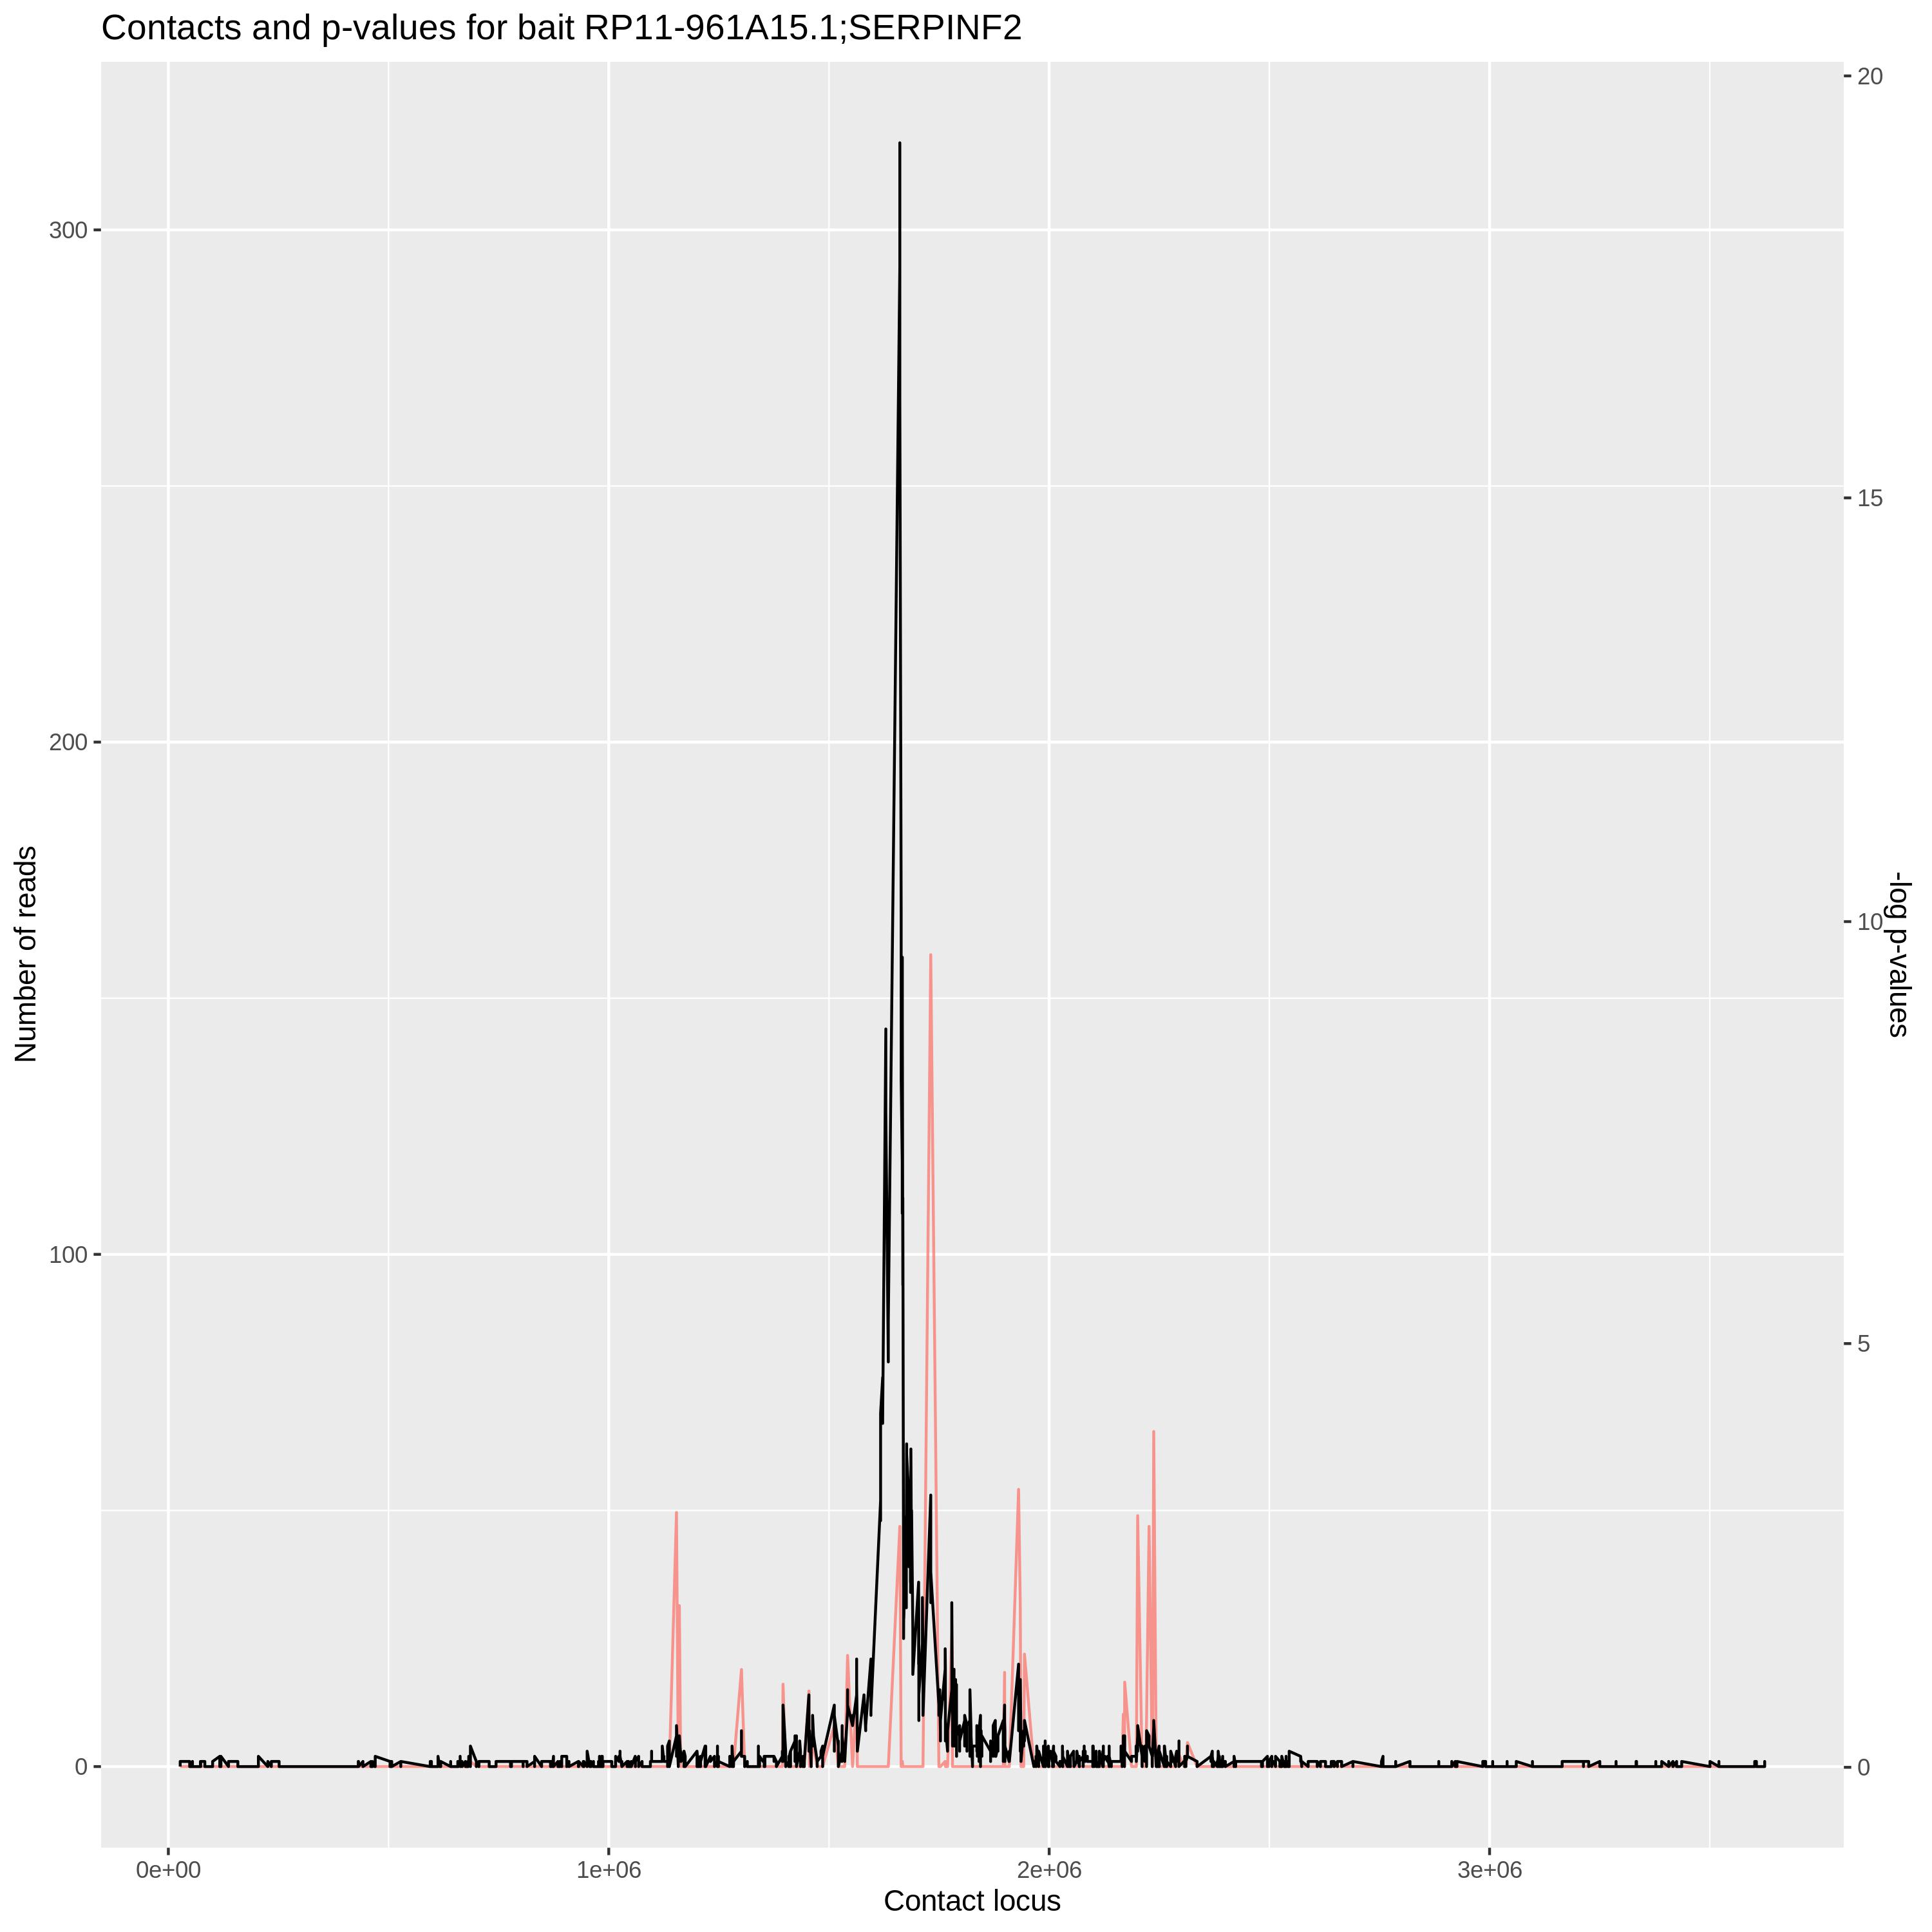 Contacts and p-values for bait RP11-961A15.1;SERPINF2
300
200
100
0
Number of reads
20
15
10
5
0
-log p-values
0e+00 1e+06 2e+06 3e+06
Contact locus